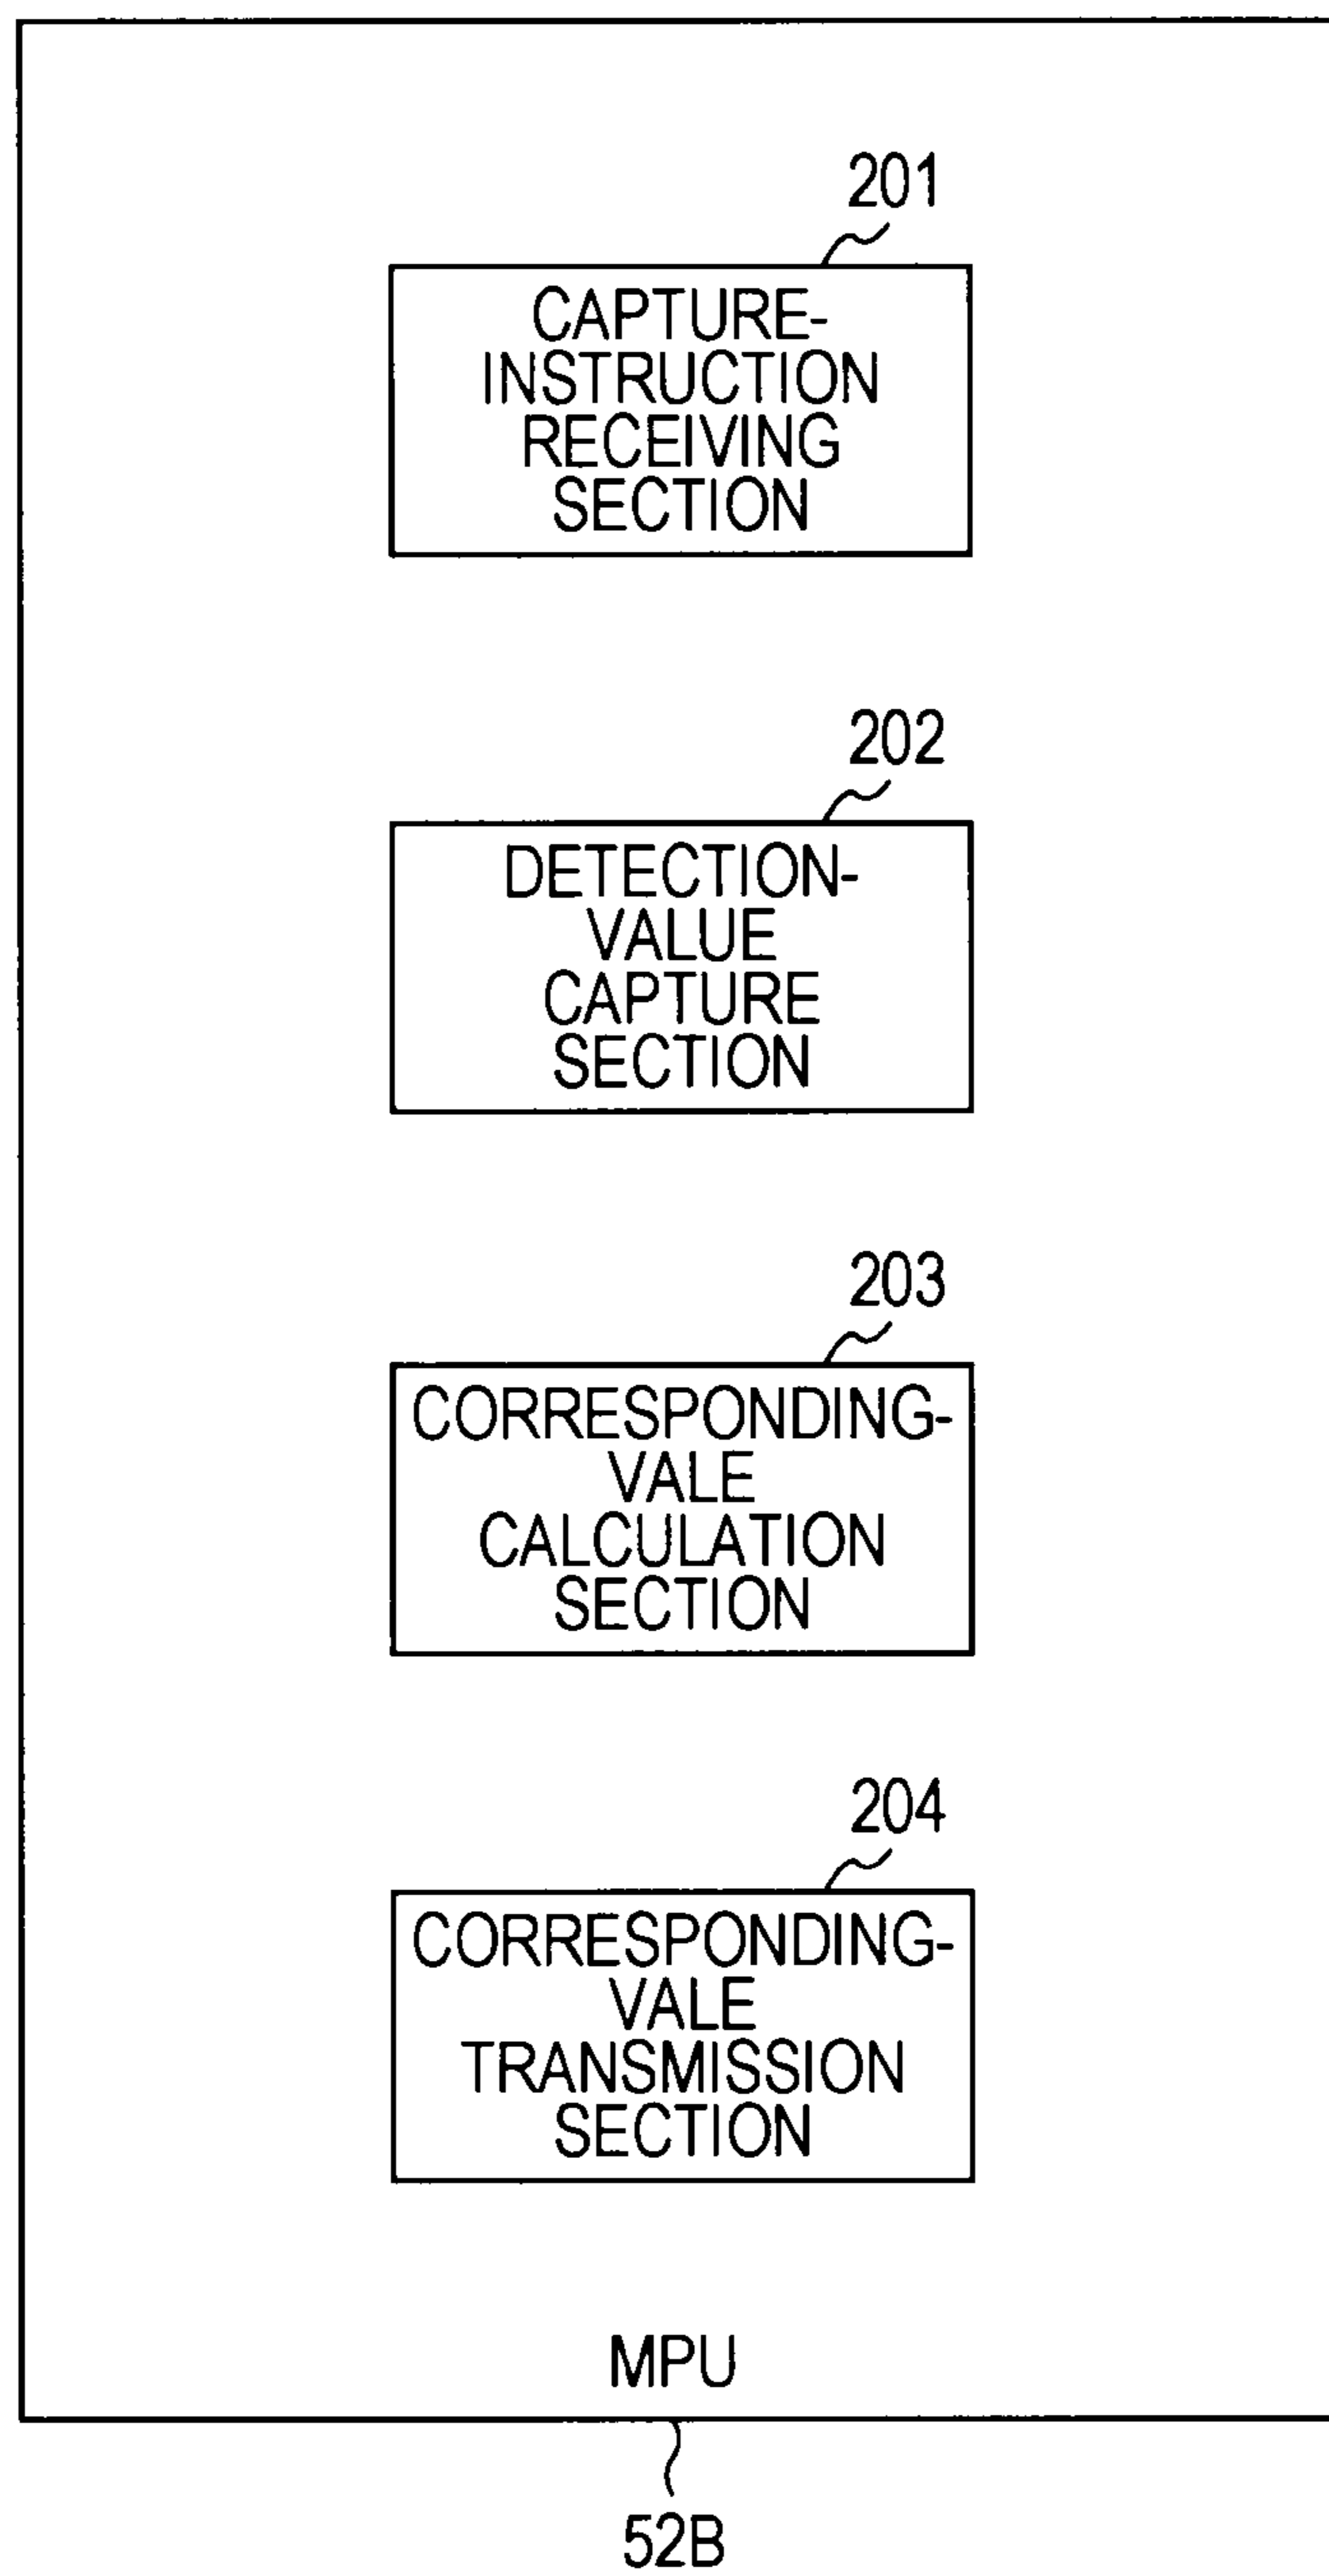 201
CAPTURE-
INSTRUCTION
RECEIVING
SECTION
202
DETECTION-
VALUE
CAPTURE
SECTION
203
CORRESPONDING-
VALE
CALCULATION
SECTION
204
CORRESPONDING-
VALE
TRANSMISSION
SECTION
MPU
52B